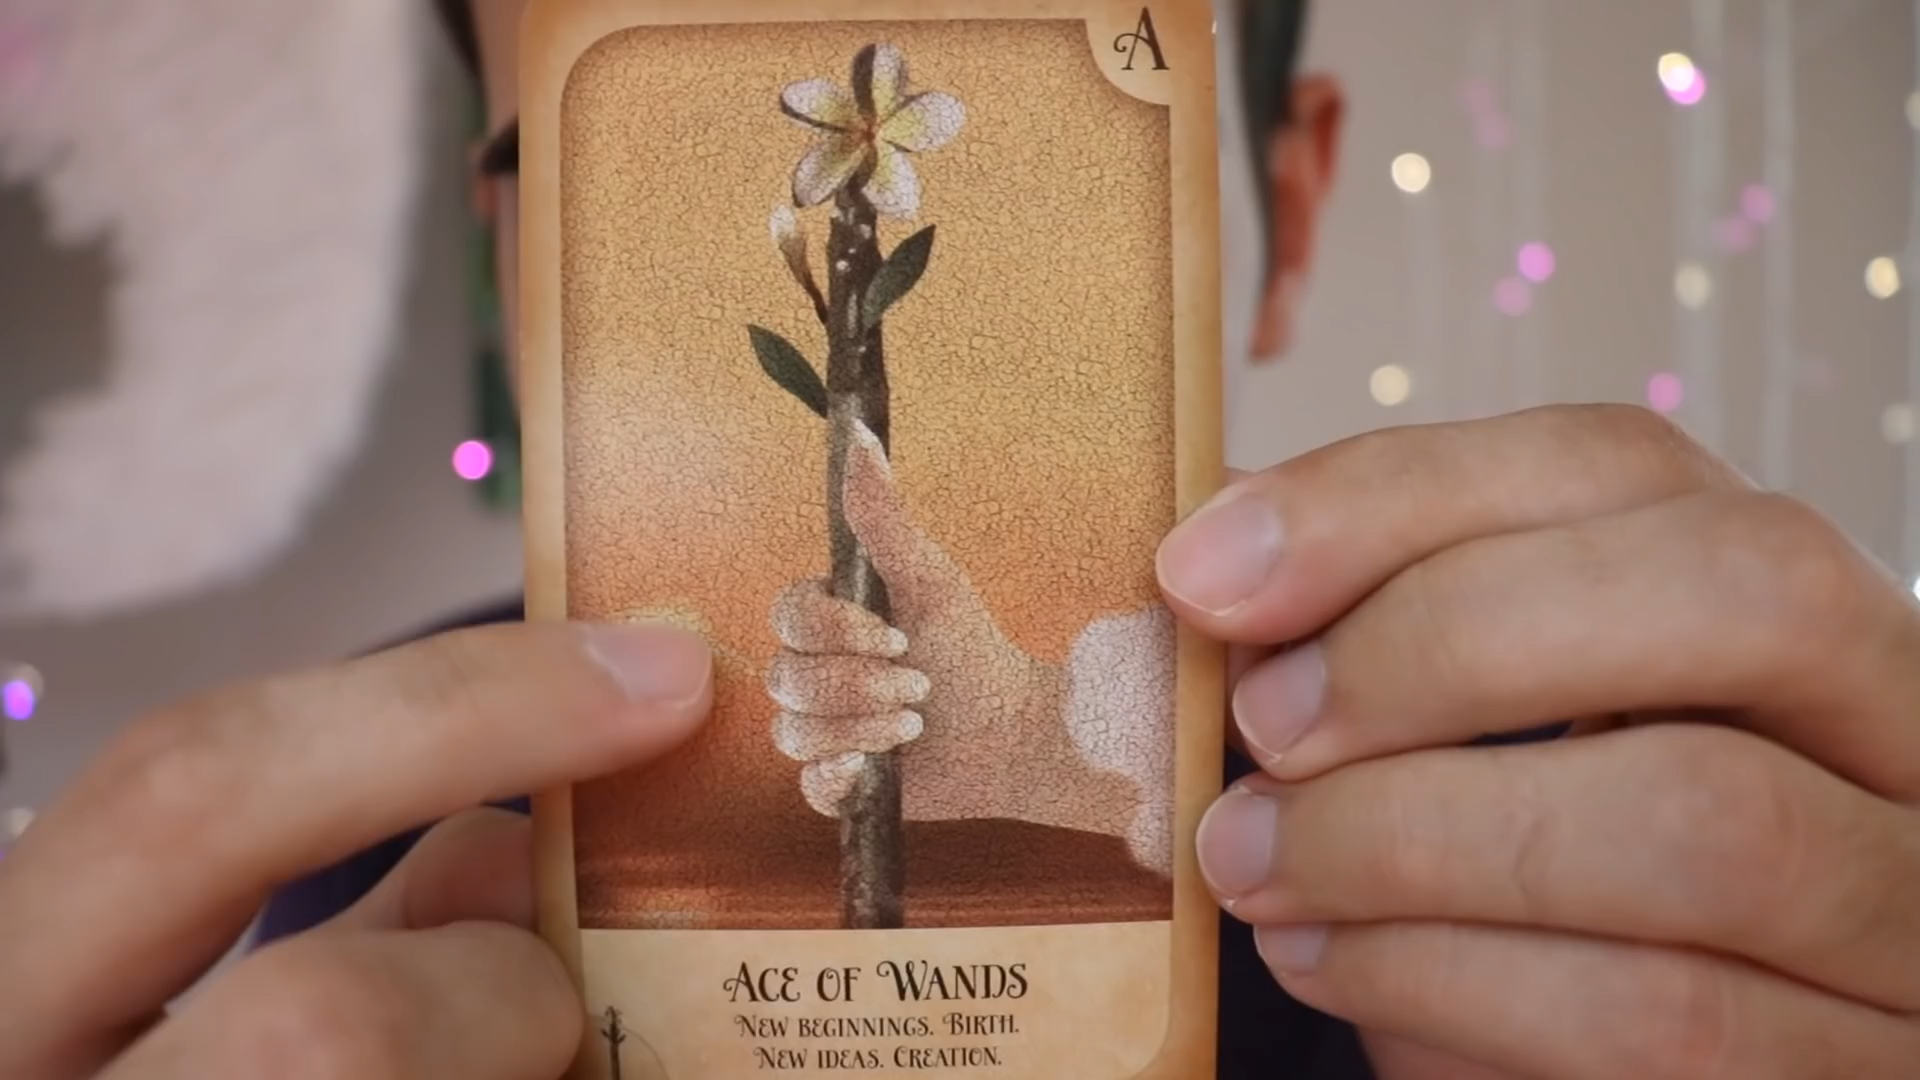 A
ACE OF WANDS
NEW BEGINNINGS. BIRTH.
NEW IDEAS. CREATION.